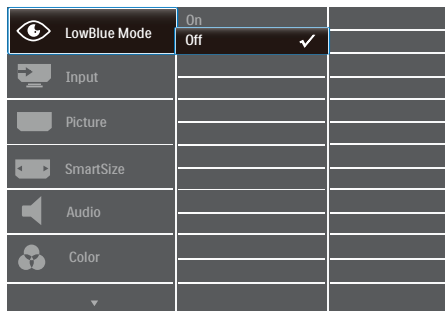 LowBlue Mode
On
Off
Input
Picture
SmartSize
Audio
Color